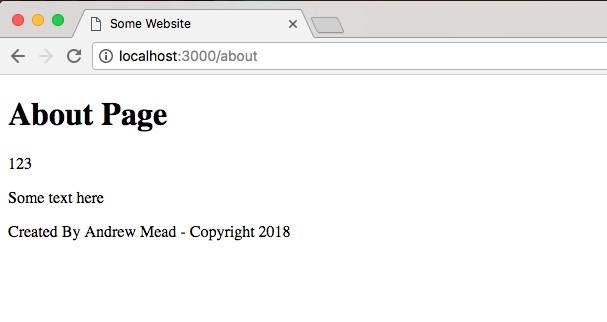 Some Website
localhost:3000/about
About Page
123
Some text here
Created By Andrew Mead - Copyright 2018